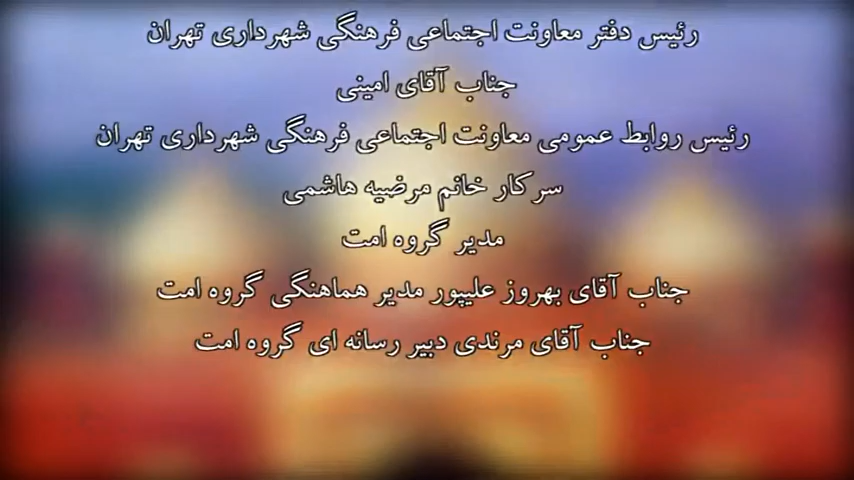 رئیس دفتر معاونت اجتماعی فرهنگی شهرداری تهران
جناب آقای امینی
رئیس روابط عمومی معاونت اجتماعی فرهنگی شهرداری تهران
سرکار خانم مرضیه هاشمی
مدیر گروه امت
جناب آقای بهروز علیپور مدیر هماهنگی گروه امت
جناب آقای مرندی دبیر رسانه ای گروه امت